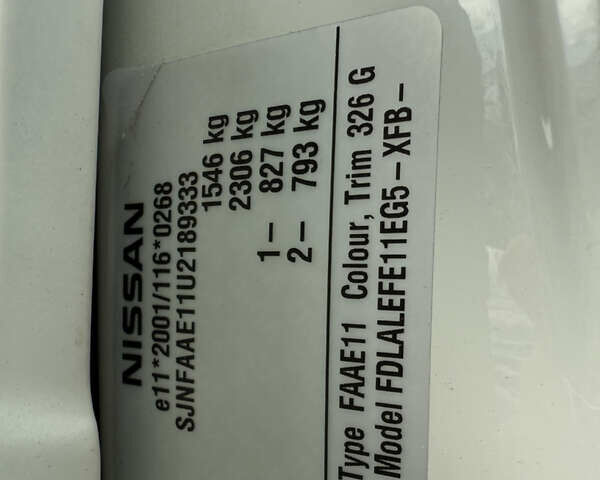 NISSAN
e11*2001/116*0268
SJNFAAE11U2189333
1546 kg
2306 kg
1– 827 kg
2– 793 kg
Type FAAE11 Colour, Trim 326 G
Model FDLALEFE11EG5–XFB–